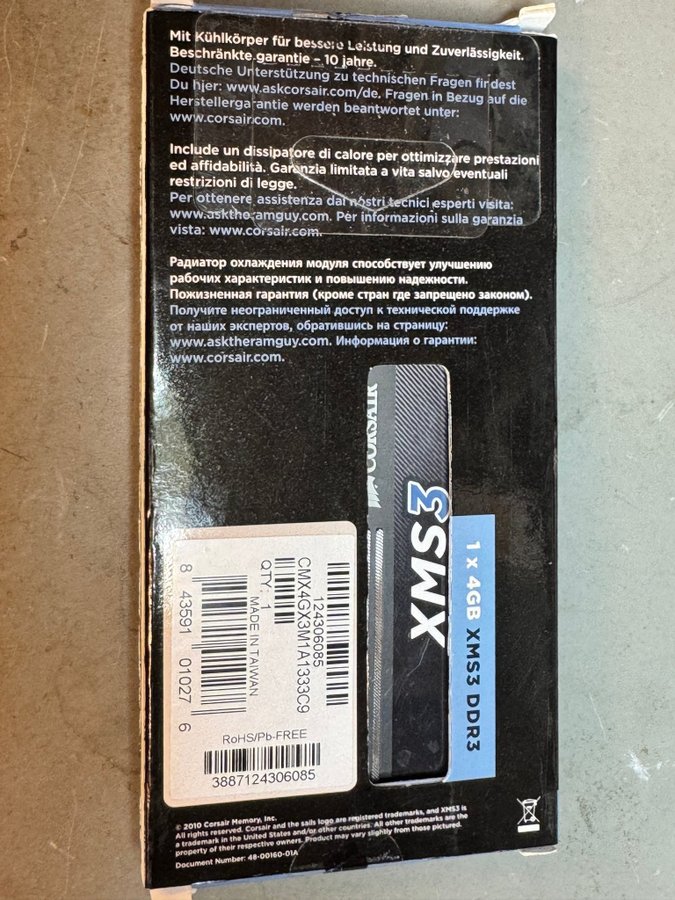 Mit Kühlkörper für bessere Leistung und Zuverlässigkeit.
Beschränkte garantie – 10 jahre.
Deutsche Unterstützung zu technischen Fragen findest
Du hier: www.askcorsair.com/de. Fragen in Bezug auf die
Herstellergarantie werden beantwortet unter:
www.corsair.com.
Include un dissipatore di calore per ottimizzare prestazioni
ed affidabilità. Garanzia limitata a vita salvo eventuali
restrizioni di legge.
Per ottenere assistenza dai nostri tecnici esperti visita:
www.asktheramguy.com. Per informazioni sulla garanzia
vista: www.corsair.com.
Радиатор охлаждения модуля способствует улучшению
рабочих характеристик и повышению надежности.
Пожизненная гарантия (кроме стран где запрещено законом).
Получите неограниченный доступ к технической поддержке
от наших экспертов, обратившись на страницу:
www.asktheramguy.com. Информация о гарантии:
www.corsair.com.
CORSAIR
XMS3
1 x 4GB XMS3 DDR3
124306085
CMX4GX3M1A1333C9
QTY: 1
MADE IN TAIWAN
8 43591 01027 6
RoHS/Pb-FREE
3887124306085
© 2010 Corsair Memory, Inc.
All rights reserved. Corsair and the sails logo are registered trademarks, and XMS3 is
a trademark in the United States and/or other countries. All other trademarks are the
property of their respective owners. Product may vary slightly from those pictured.
Document Number: 48-00160-01A